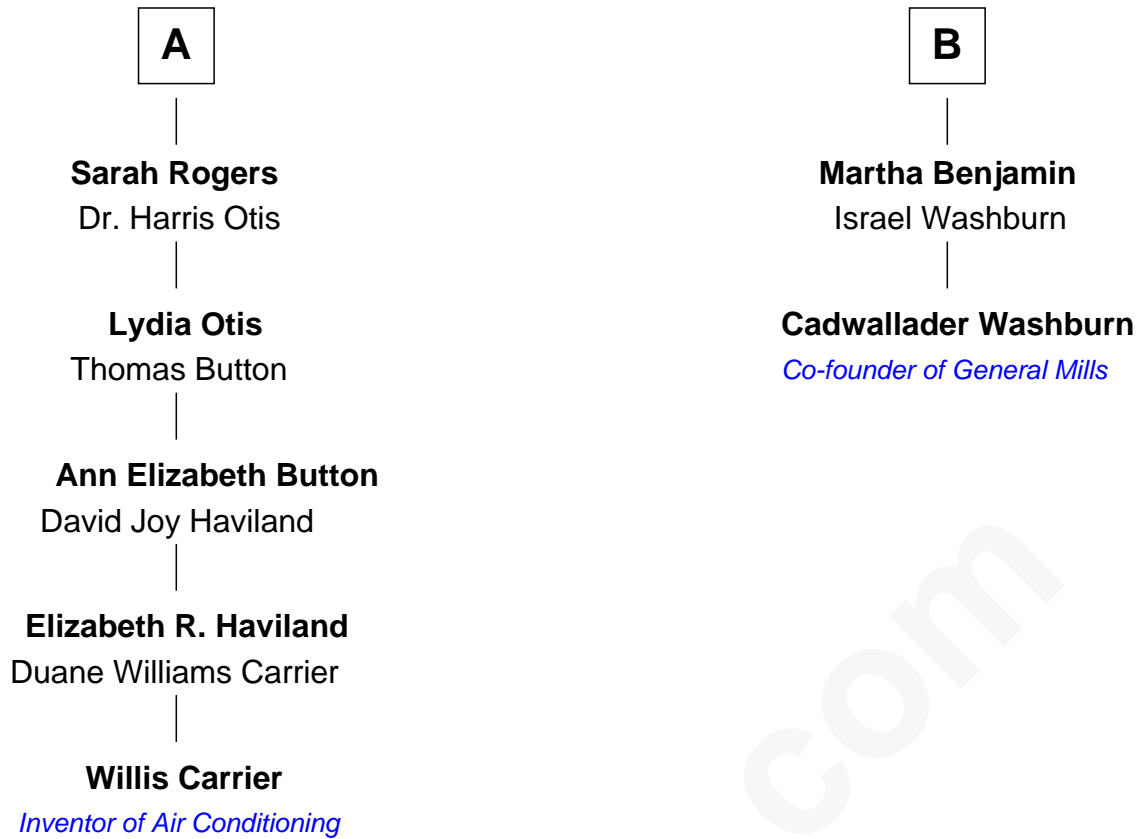 A
Sarah Rogers
Dr. Harris Otis
Lydia Otis
Thomas Button
Ann Elizabeth Button
David Joy Haviland
Elizabeth R. Haviland
Duane Williams Carrier
Willis Carrier
Inventor of Air Conditioning
B
Martha Benjamin
Israel Washburn
Cadwallader Washburn
Co-founder of General Mills
com